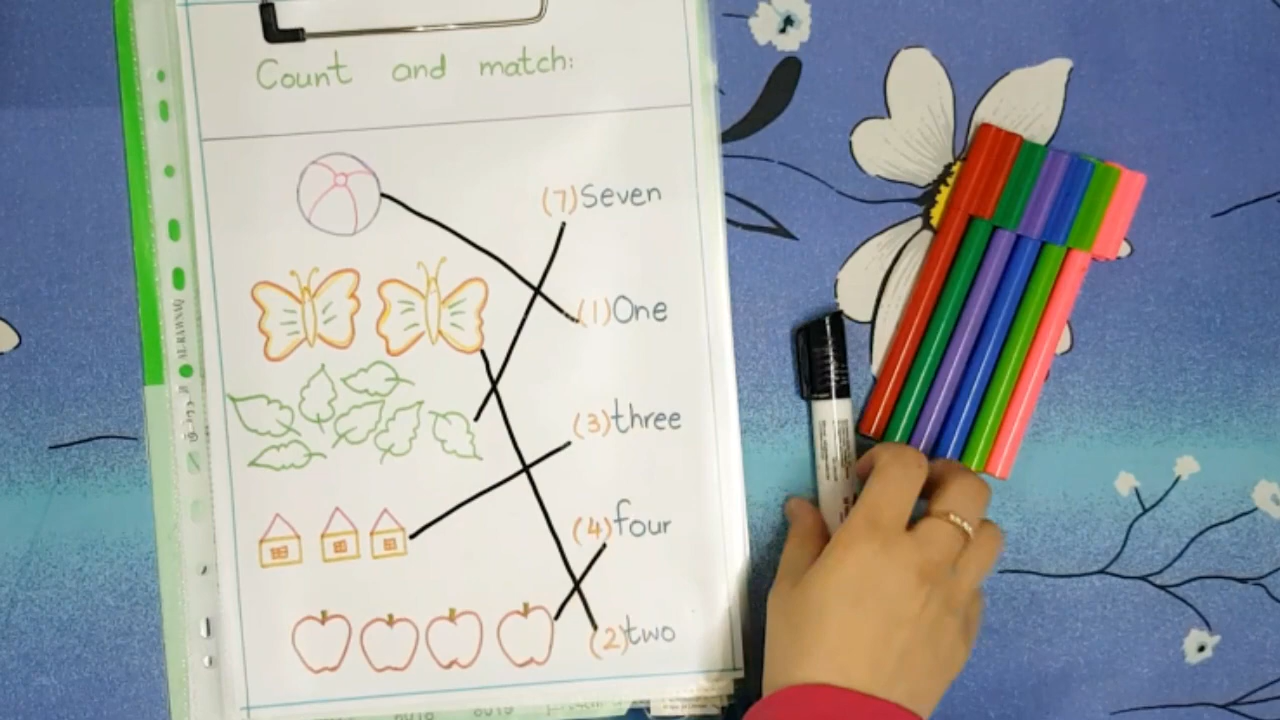 Count and match:
(7) Seven
(1) One
(3) three
(4) four
(2) two